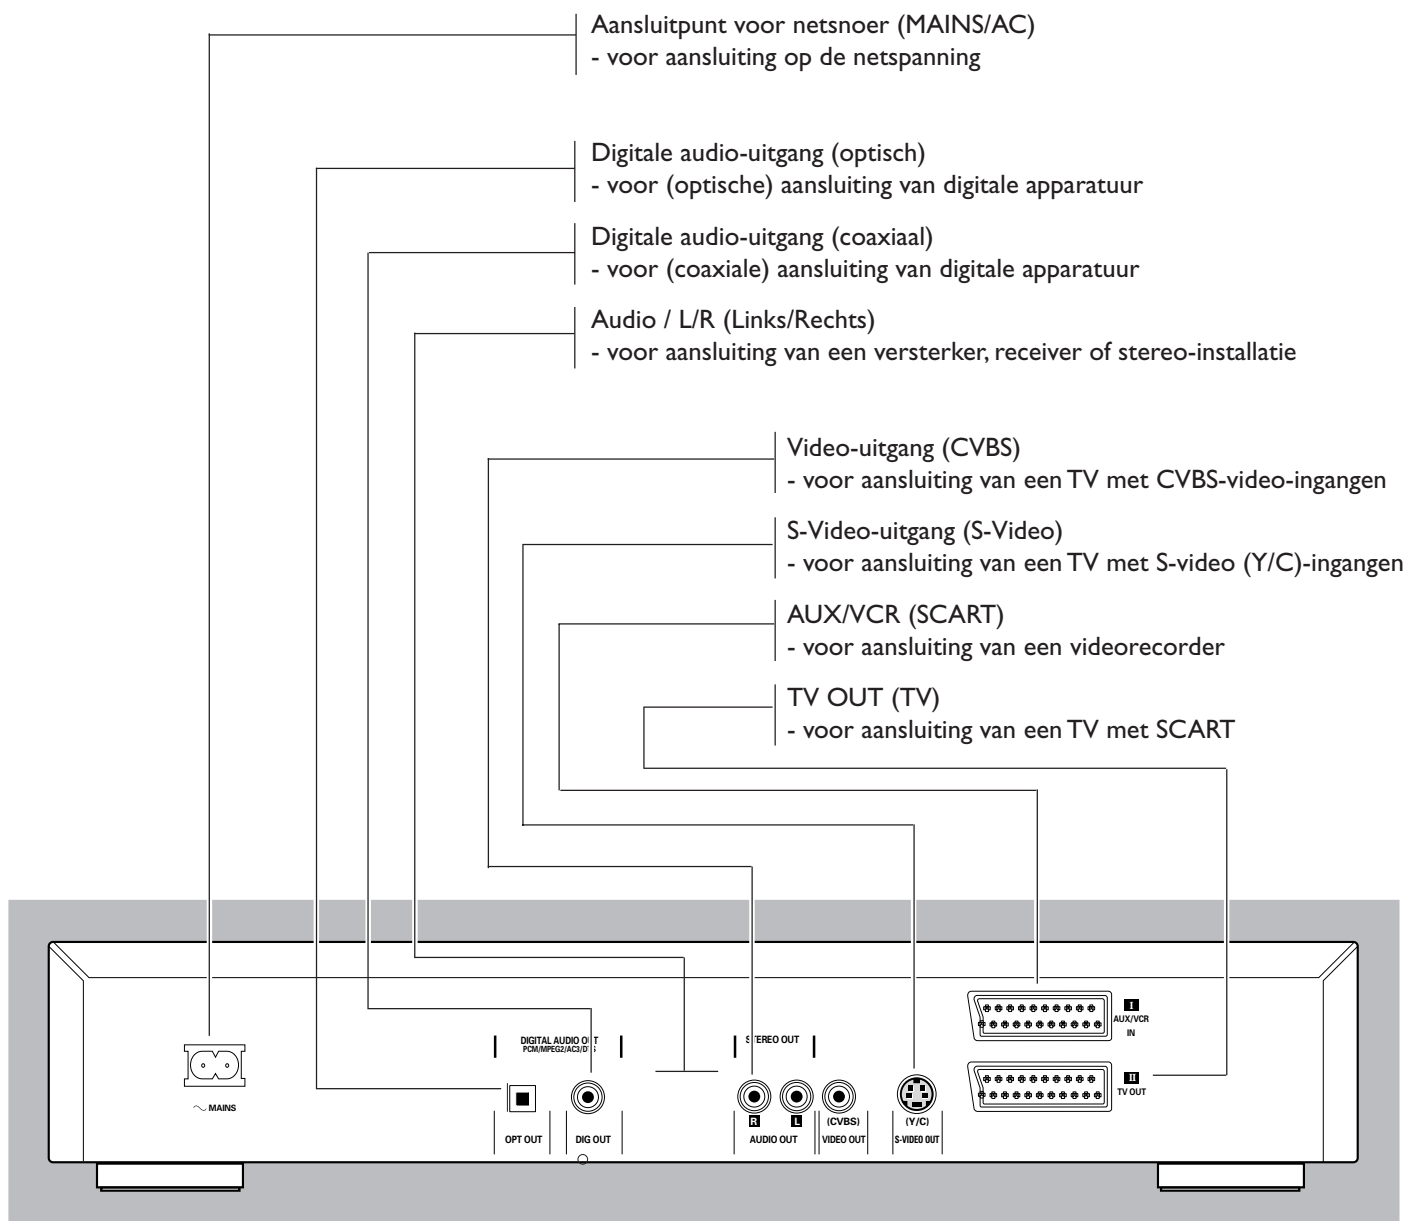 Aansluitpunt voor netsnoer (MAINS/AC)
- voor aansluiting op de netspanning
Digitale audio-uitgang (optisch)
- voor (optische) aansluiting van digitale apparatuur
Digitale audio-uitgang (coaxiaal)
- voor (coaxiale) aansluiting van digitale apparatuur
Audio / L/R (Links/Rechts)
- voor aansluiting van een versterker, receiver of stereo-installatie
Video-uitgang (CVBS)
- voor aansluiting van een TV met CVBS-video-ingangen
S-Video-uitgang (S-Video)
- voor aansluiting van een TV met S-video (Y/C)-ingangen
AUX/VCR (SCART)
- voor aansluiting van een videorecorder
TV OUT (TV)
- voor aansluiting van een TV met SCART
I
AUX/VCR
IN
DIGITAL AUDIO OUT
PCM/MPEG2/AC3/DTS
STEREO OUT
II
TV OUT
~ MAINS
R
L
(CVBS)
(Y/C)
OPT OUT
DIG OUT
AUDIO OUT
VIDEO OUT
S-VIDEO OUT